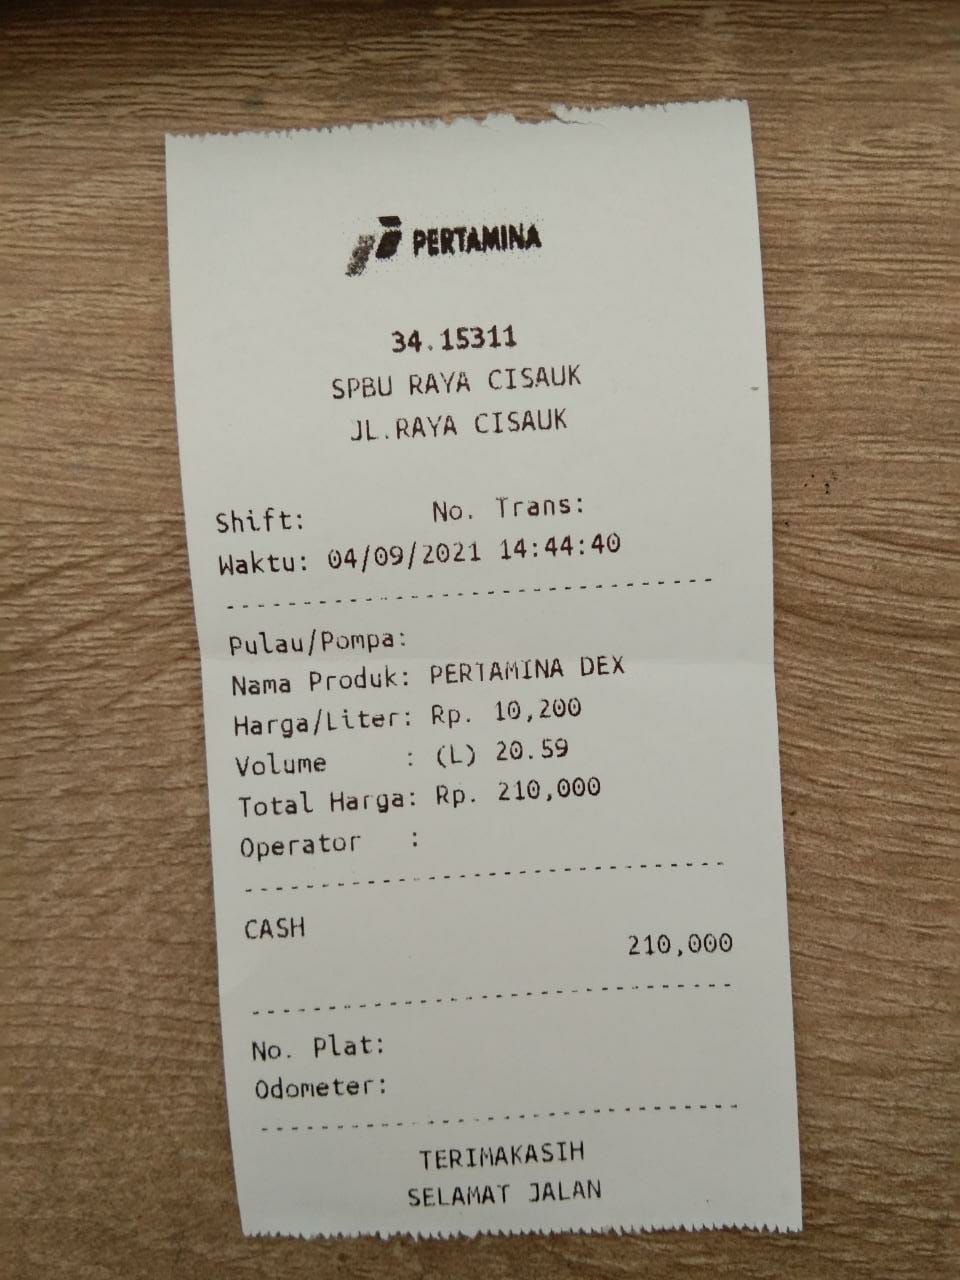 PERTAMINA
34.15311
SPBU RAYA CISAUK
JL.RAYA CISAUK
Shift: No. Trans:
Waktu: 04/09/2021 14:44:40
Pulau/Pompa:
Nama Produk: PERTAMINA DEX
Harga/Liter: Rp. 10,200
Volume : (L) 20.59
Total Harga: Rp. 210,000
Operator :
CASH
210,000
No. Plat:
Odometer:
TERIMAKASIH
SELAMAT JALAN